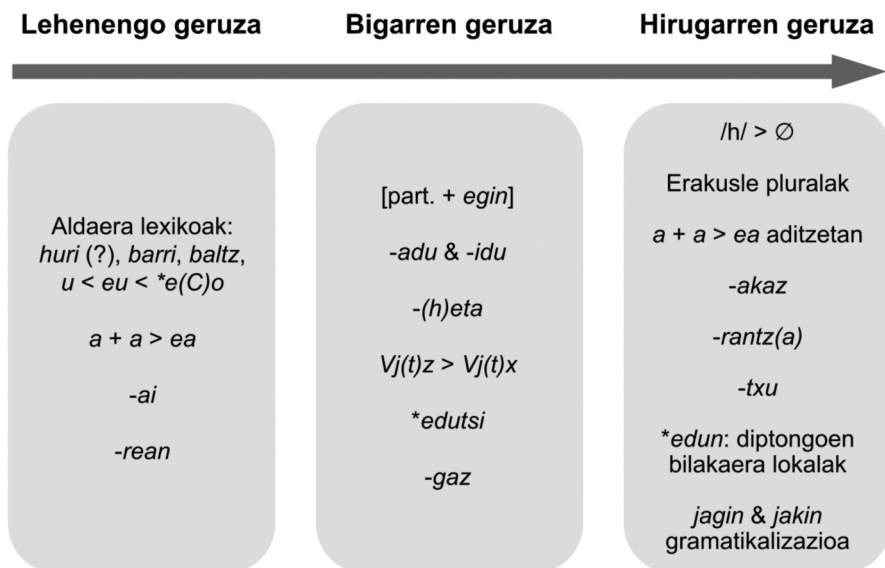 Lehenengo geruza
Bigarren geruza
Hirugarren geruza
Aldaera lexikoak:
huri (?), barri, baltz,
u < eu < *e(C)o
a + a > ea
-ai
-rean
[part. + egin]
-adu & -idu
-(h)eta
Vj(t)z > Vj(t)x
*edutsi
-gaz
/h/ > ∅
Erakusle pluralak
a + a > ea aditzetan
-akaz
-rantz(a)
-txu
*edun: diptongoen
bilakaera lokalak
jagin & jakin
gramatikalizazioa